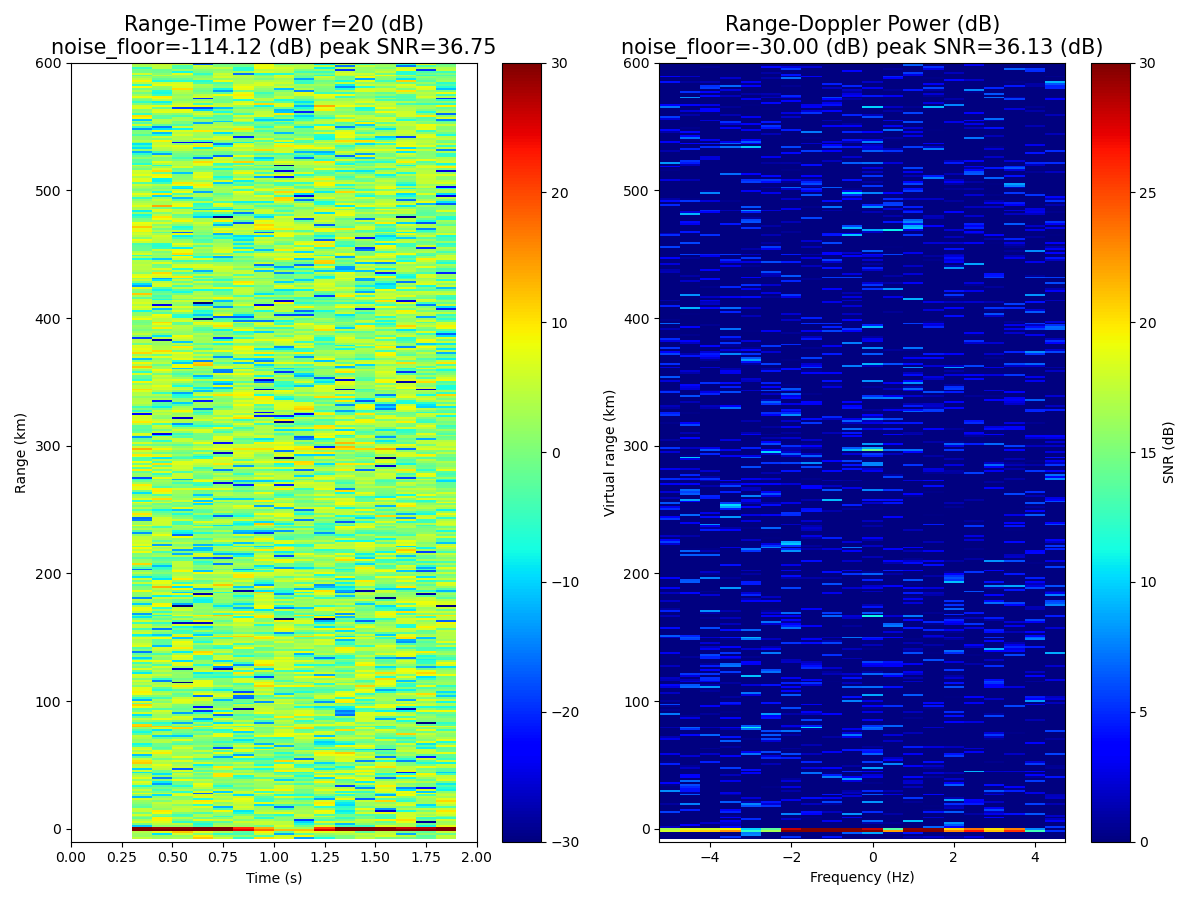 Range-Time Power f=20 (dB)
noise_floor=-114.12 (dB) peak SNR=36.75
Range (km)
600
500
400
300
200
100
0
0.00 0.25 0.50 0.75 1.00 1.25 1.50 1.75 2.00
Time (s)
30
20
10
0
−10
−20
−30
Range-Doppler Power (dB)
noise_floor=-30.00 (dB) peak SNR=36.13 (dB)
Virtual range (km)
600
500
400
300
200
100
0
−4 −2 0 2 4
Frequency (Hz)
30
25
20
15
10
5
0
SNR (dB)